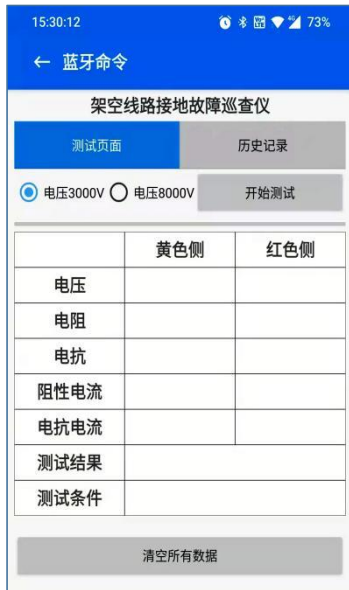 15:30:12 73%
← 蓝牙命令
架空线路接地故障巡查仪
测试页面 历史记录
电压3000V 电压8000V 开始测试
黄色侧 红色侧
电压
电阻
电抗
阻性电流
电抗电流
测试结果
测试条件
清空所有数据